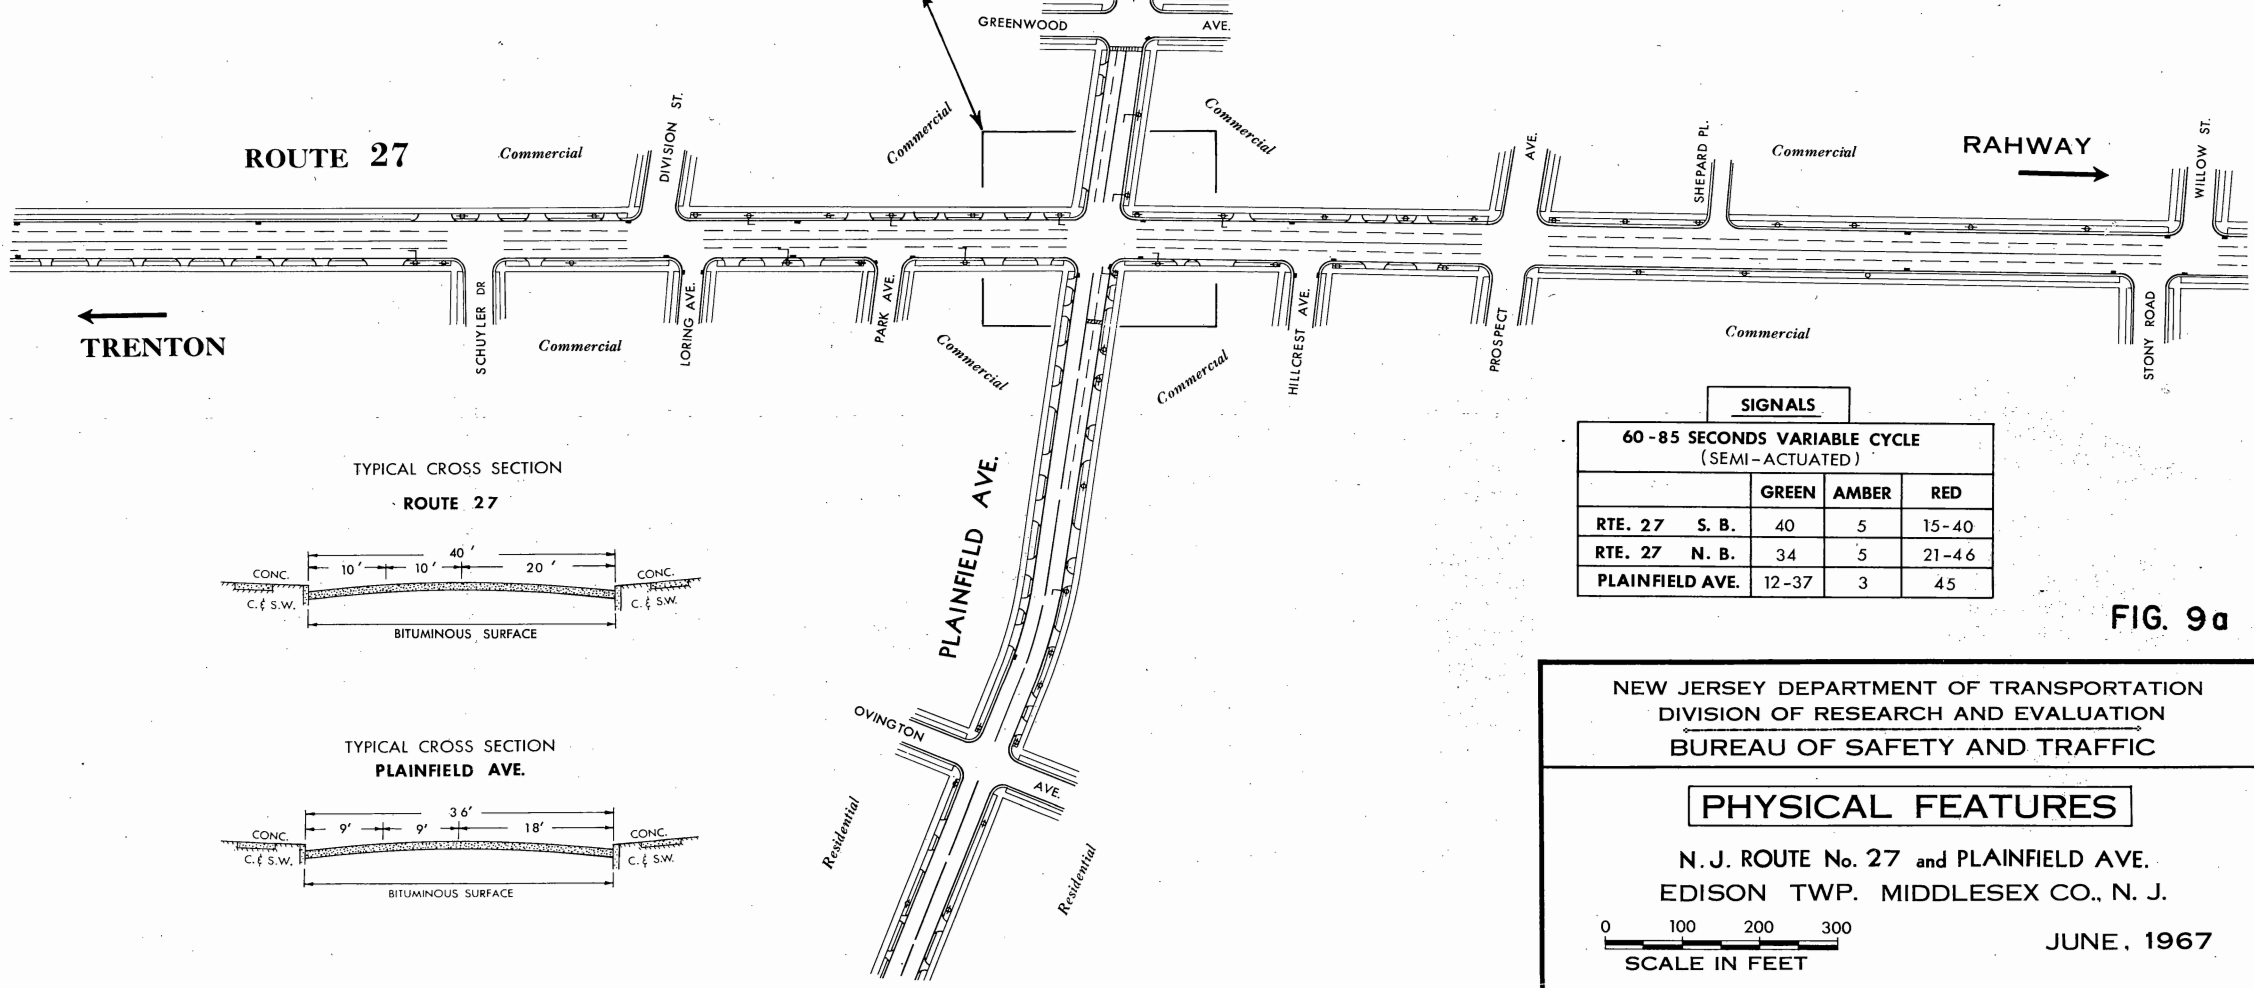 GREENWOOD AVE.
ROUTE 27
Commercial
DIVISION ST.
Commercial
Commercial
AVE.
SHEPARD PL.
Commercial
RAHWAY
WILLOW ST.
TRENTON
SCHUYLER DR
Commercial
LORING AVE.
PARK AVE.
Commercial
Commercial
HILLCREST AVE.
PROSPECT
Commercial
STONY ROAD
SIGNALS
60-85 SECONDS VARIABLE CYCLE
(SEMI-ACTUATED)
GREEN AMBER RED
RTE. 27 S. B. 40 5 15-40
RTE. 27 N. B. 34 5 21-46
PLAINFIELD AVE. 12-37 3 45
FIG. 9a
TYPICAL CROSS SECTION
ROUTE 27
40'
10' 10' 20'
CONC. CONC.
C. & S.W. C. & S.W.
BITUMINOUS SURFACE
PLAINFIELD AVE.
OVINGTON AVE.
Residential
Residential
TYPICAL CROSS SECTION
PLAINFIELD AVE.
36'
9' 9' 18'
CONC. CONC.
C. & S.W. C. & S.W.
BITUMINOUS SURFACE
NEW JERSEY DEPARTMENT OF TRANSPORTATION
DIVISION OF RESEARCH AND EVALUATION
BUREAU OF SAFETY AND TRAFFIC
PHYSICAL FEATURES
N. J. ROUTE No. 27 and PLAINFIELD AVE.
EDISON TWP. MIDDLESEX CO., N. J.
0 100 200 300
SCALE IN FEET
JUNE, 1967